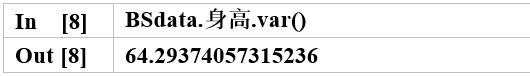 In [8] BSdata.身高.var()
Out [8] 64.29374057315236